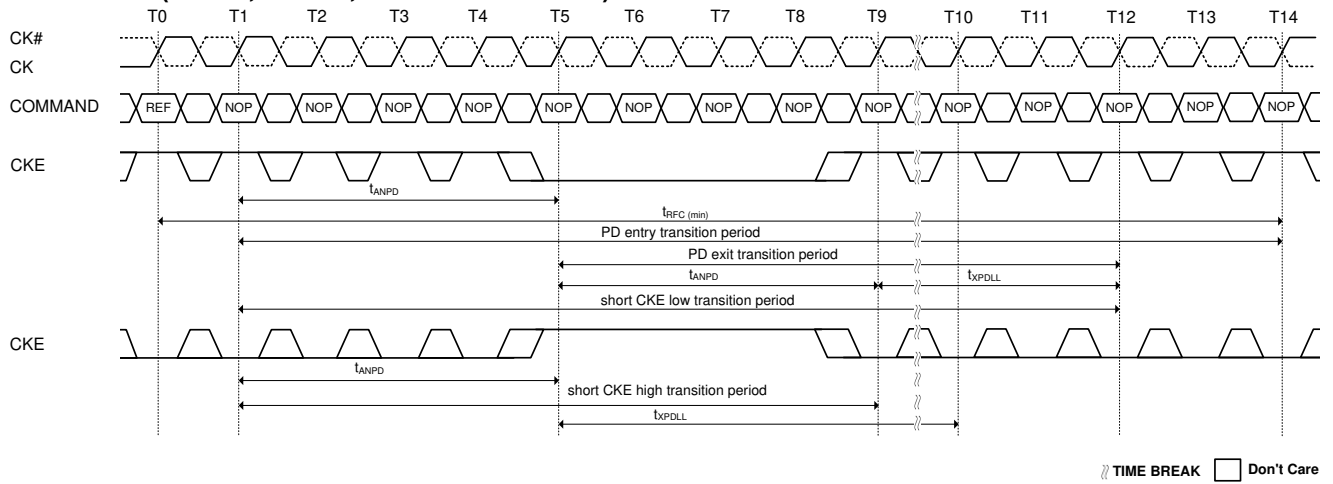 T0 T1 T2 T3 T4 T5 T6 T7 T8 T9 T10 T11 T12 T13 T14
CK#
CK
COMMAND REF NOP NOP NOP NOP NOP NOP NOP NOP NOP NOP NOP NOP NOP NOP
CKE
tANPD
tRFC (min)
PD entry transition period
PD exit transition period
tANPD tXPDLL
short CKE low transition period
CKE
tANPD
short CKE high transition period
tXPDLL
TIME BREAK Don't Care